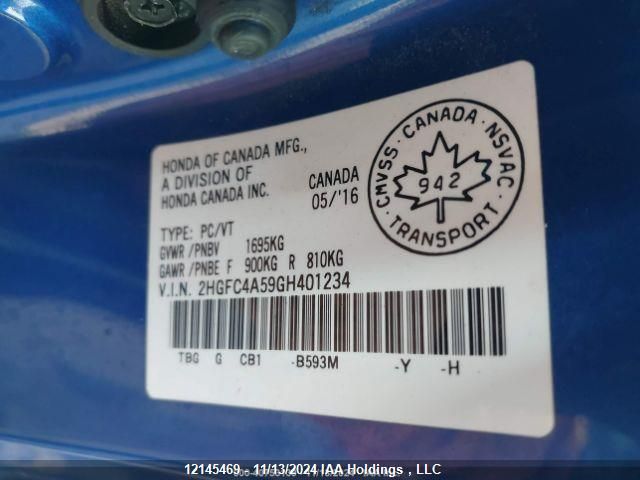 HONDA OF CANADA MFG.,
A DIVISION OF
HONDA CANADA INC.
CANADA
05/'16
TYPE: PC/VT
GVWR /PNBV 1695KG
GAWR /PNBE F 900KG R 810KG
V.I.N. 2HGFC4A59GH401234
TBG G CB1 -B593M -Y -H
CMVSS · CANADA · NSVAC
942
TRANSPORT
12145469 - 11/13/2024 IAA Holdings , LLC